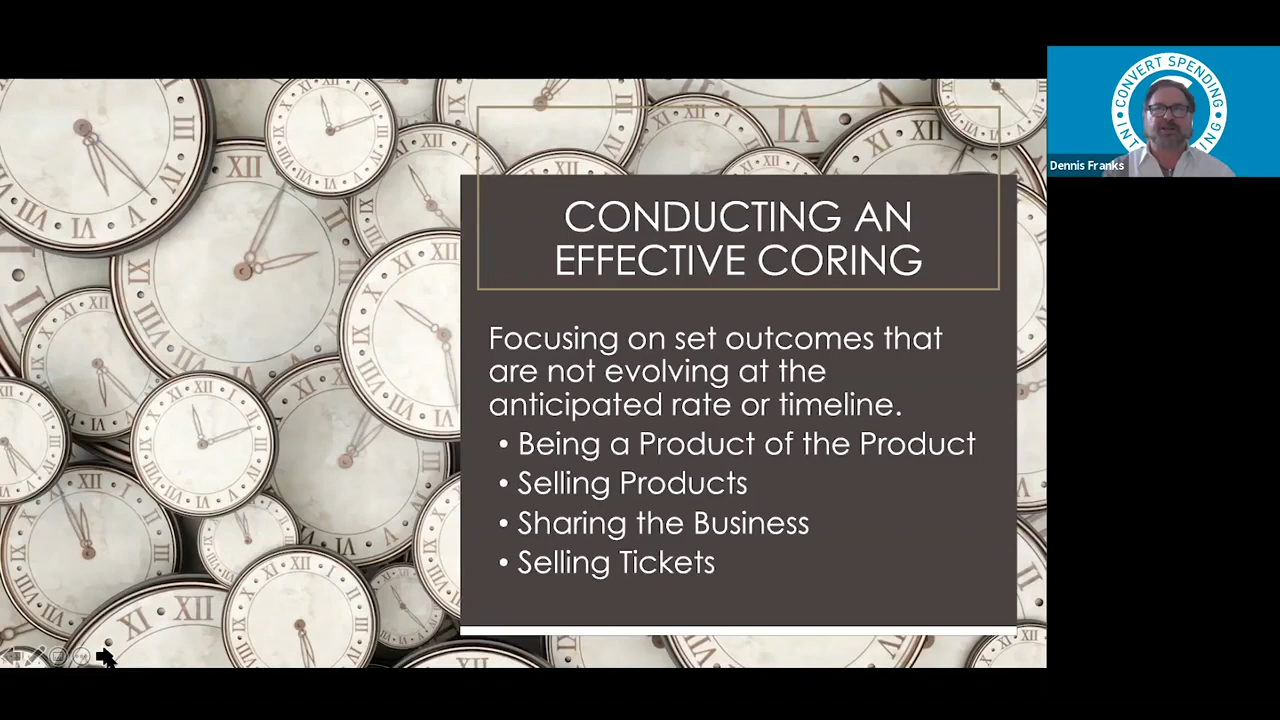 CONDUCTING AN
EFFECTIVE CORING
Focusing on set outcomes that
are not evolving at the
anticipated rate or timeline.
• Being a Product of the Product
• Selling Products
• Sharing the Business
• Selling Tickets
CONVERT SPENDING
Dennis Franks